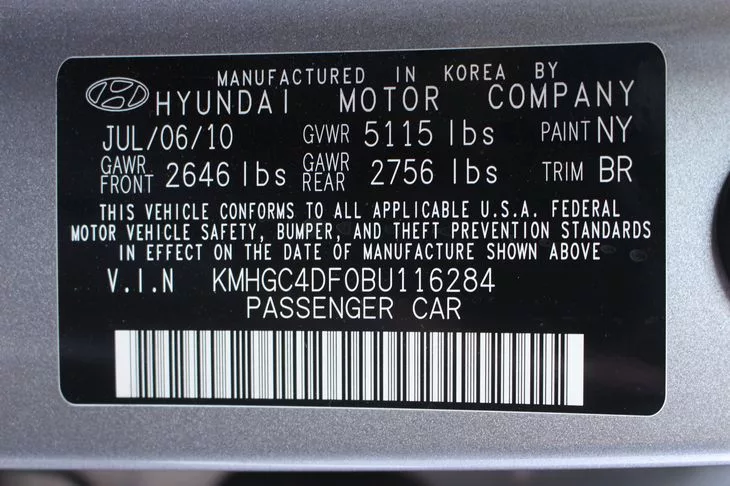 MANUFACTURED IN KOREA BY
HYUNDAI MOTOR COMPANY
JUL/06/10 GVWR 5115 lbs PAINT NY
GAWR FRONT 2646 lbs GAWR REAR 2756 lbs TRIM BR
THIS VEHICLE CONFORMS TO ALL APPLICABLE U.S.A. FEDERAL
MOTOR VEHICLE SAFETY, BUMPER, AND THEFT PREVENTION STANDARDS
IN EFFECT ON THE DATE OF MANUFACTURE SHOWN ABOVE
V.I.N KMHGC4DF0BU116284
PASSENGER CAR